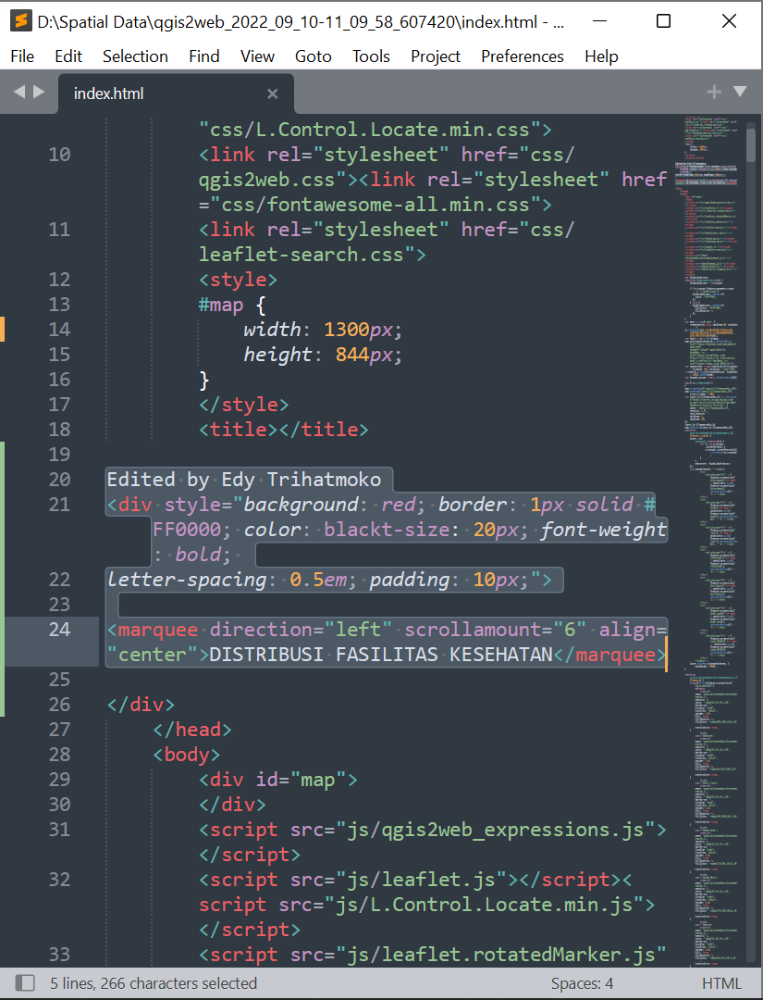 D:\Spatial Data\qgis2web_2022_09_10-11_09_58_607420\index.html - ...
File Edit Selection Find View Goto Tools Project Preferences Help
index.html
"css/L.Control.Locate.min.css">
10 <link rel="stylesheet" href="css/
qgis2web.css"><link rel="stylesheet" href
="css/fontawesome-all.min.css">
11 <link rel="stylesheet" href="css/
leaflet-search.css">
12 <style>
13 #map {
14 width: 1300px;
15 height: 844px;
16 }
17 </style>
18 <title></title>
19
20 Edited by Edy Trihatmoko
21 <div style="background: red; border: 1px solid #
FF0000; color: blackt-size: 20px; font-weight
: bold;
22 letter-spacing: 0.5em; padding: 10px;">
23
24 <marquee direction="left" scrollamount="6" align=
"center">DISTRIBUSI FASILITAS KESEHATAN</marquee>
25
26 </div>
27 </head>
28 <body>
29 <div id="map">
30 </div>
31 <script src="js/qgis2web_expressions.js">
</script>
32 <script src="js/leaflet.js"></script><
script src="js/L.Control.Locate.min.js">
</script>
33 <script src="js/leaflet.rotatedMarker.js"
5 lines, 266 characters selected Spaces: 4 HTML